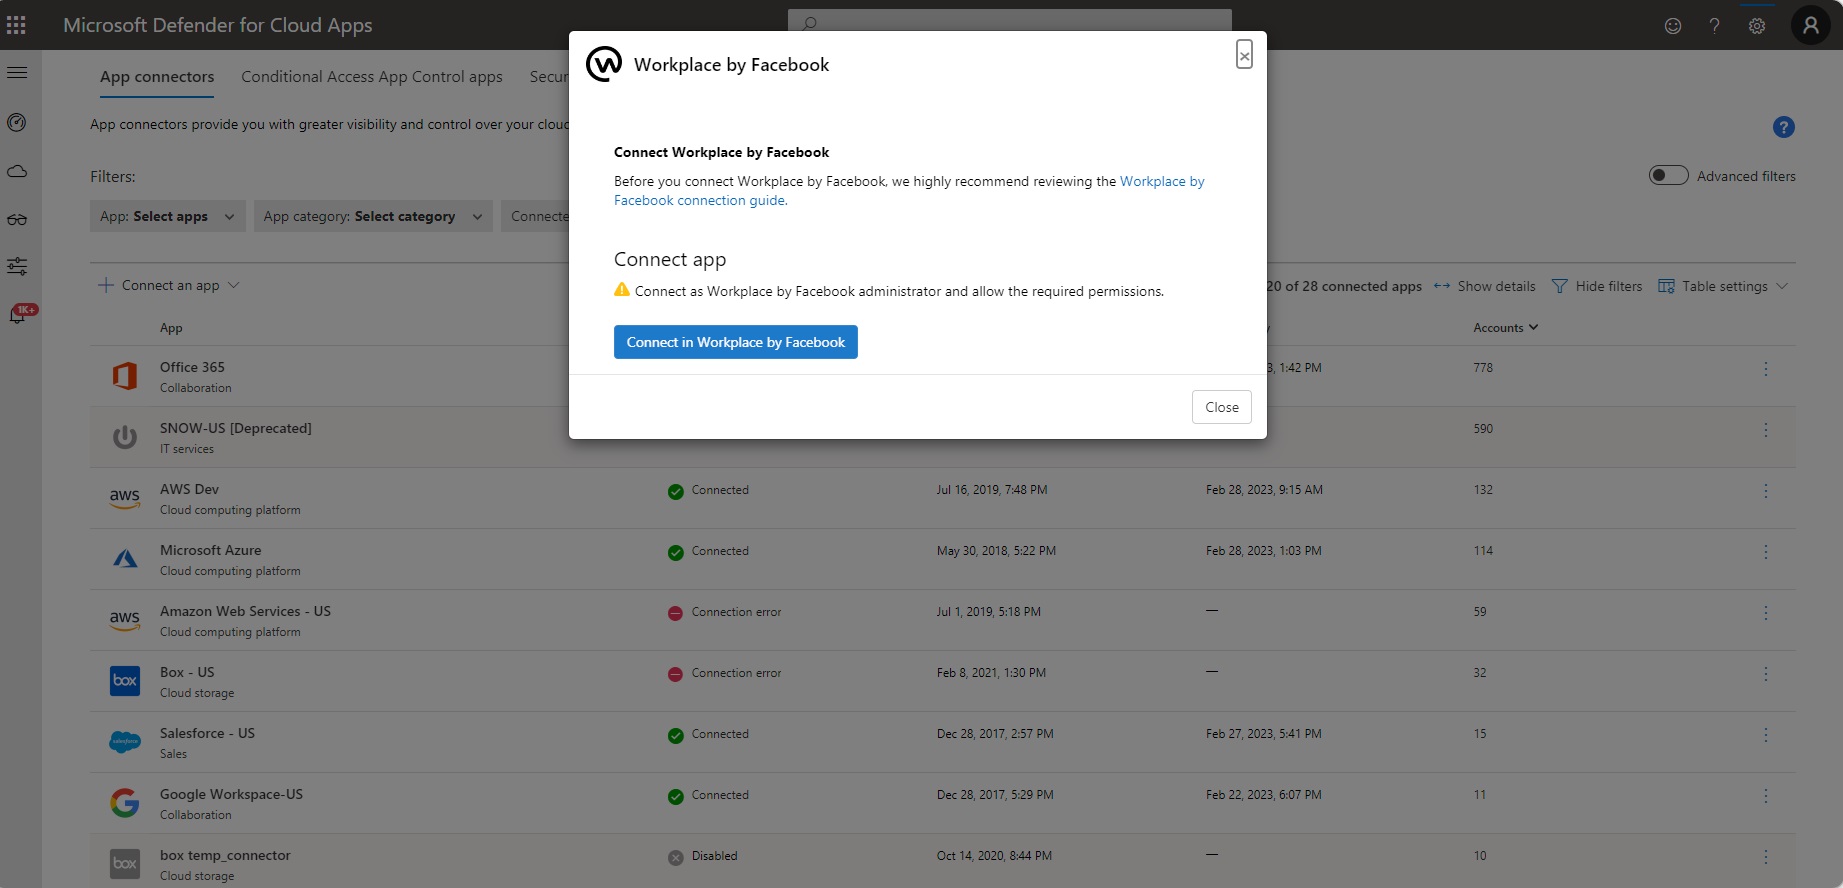 Microsoft Defender for Cloud Apps
Workplace by Facebook
App connectors Conditional Access App Control apps Secur
App connectors provide you with greater visibility and control over your cloud
Connect Workplace by Facebook
Before you connect Workplace by Facebook, we highly recommend reviewing the Workplace by
Facebook connection guide.
Filters:
Advanced filters
App: Select apps App category: Select category Connecte
Connect app
Connect as Workplace by Facebook administrator and allow the required permissions.
Connect in Workplace by Facebook
Close
Connect an app
20 of 28 connected apps Show details Hide filters Table settings
1K+
App Accounts
Office 365 3, 1:42 PM 778
Collaboration
SNOW-US [Deprecated] 590
IT services
aws AWS Dev Connected Jul 16, 2019, 7:48 PM Feb 28, 2023, 9:15 AM 132
Cloud computing platform
Microsoft Azure Connected May 30, 2018, 5:22 PM Feb 28, 2023, 1:03 PM 114
Cloud computing platform
aws Amazon Web Services - US Connection error Jul 1, 2019, 5:18 PM — 59
Cloud computing platform
box Box - US Connection error Feb 8, 2021, 1:30 PM — 32
Cloud storage
salesforce Salesforce - US Connected Dec 28, 2017, 2:57 PM Feb 27, 2023, 5:41 PM 15
Sales
Google Workspace-US Connected Dec 28, 2017, 5:29 PM Feb 22, 2023, 6:07 PM 11
Collaboration
box box temp_connector Disabled Oct 14, 2020, 8:44 PM — 10
Cloud storage